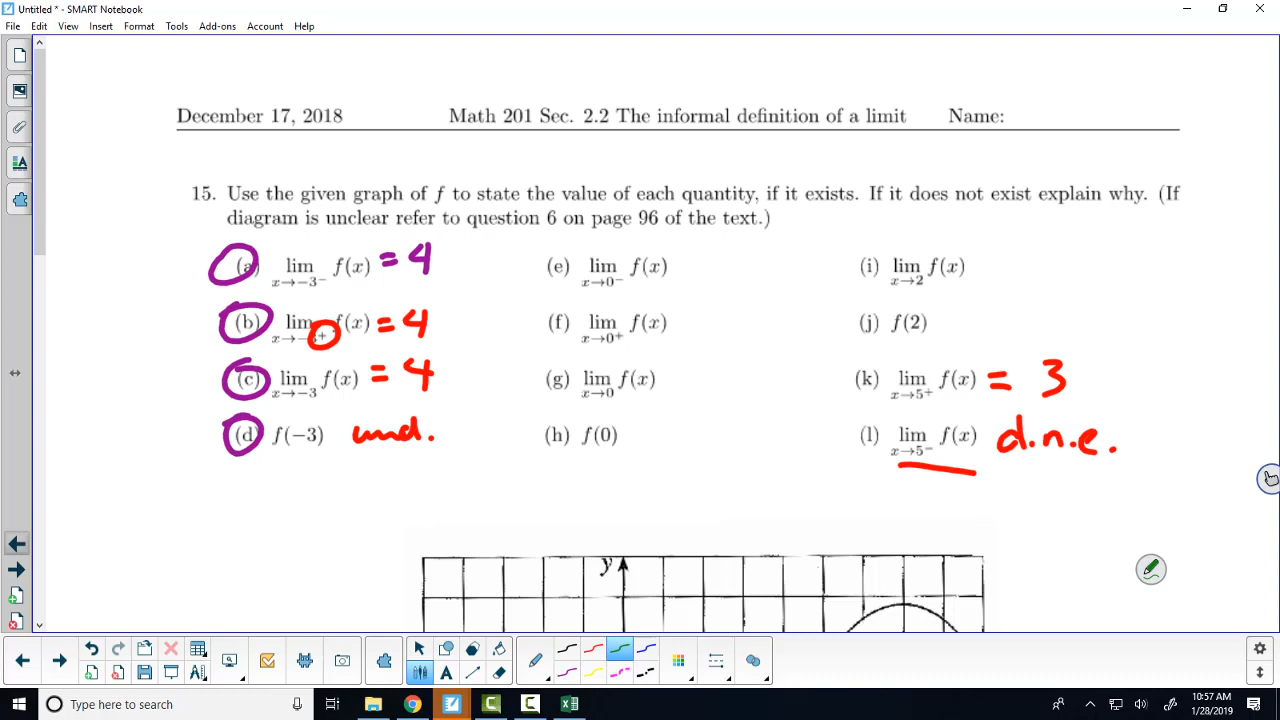 Untitled * - SMART Notebook
File Edit View Insert Format Tools Addons Account Help
December 17, 2018 Math 201 Sec. 2.2 The informal definition of a limit Name:
15. Use the given graph of f to state the value of each quantity, if it exists. If it does not exist explain why. (If
diagram is unclear refer to question 6 on page 96 of the text.)
(a) lim x→−3⁻ f(x) = 4
(b) lim x→−3⁺ f(x) = 4
(c) lim x→−3 f(x) = 4
(d) f(−3) und.
(e) lim x→0⁻ f(x)
(f) lim x→0⁺ f(x)
(g) lim x→0 f(x)
(h) f(0)
(i) lim x→2 f(x)
(j) f(2)
(k) lim x→5⁺ f(x) = 3
(l) lim x→5⁻ f(x) d.n.e.
y
Type here to search
10:57 AM
1/28/2019